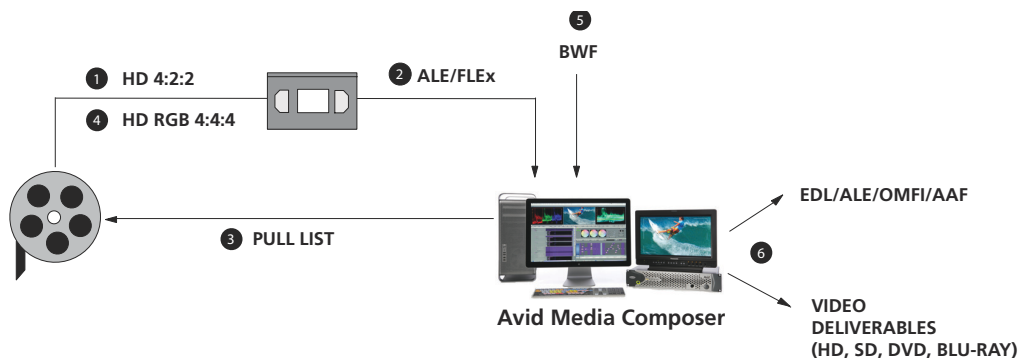 5
BWF
1 HD 4:2:2
2 ALE/FLEx
4 HD RGB 4:4:4
EDL/ALE/OMFI/AAF
3 PULL LIST
6
Avid Media Composer
VIDEO
DELIVERABLES
(HD, SD, DVD, BLU-RAY)